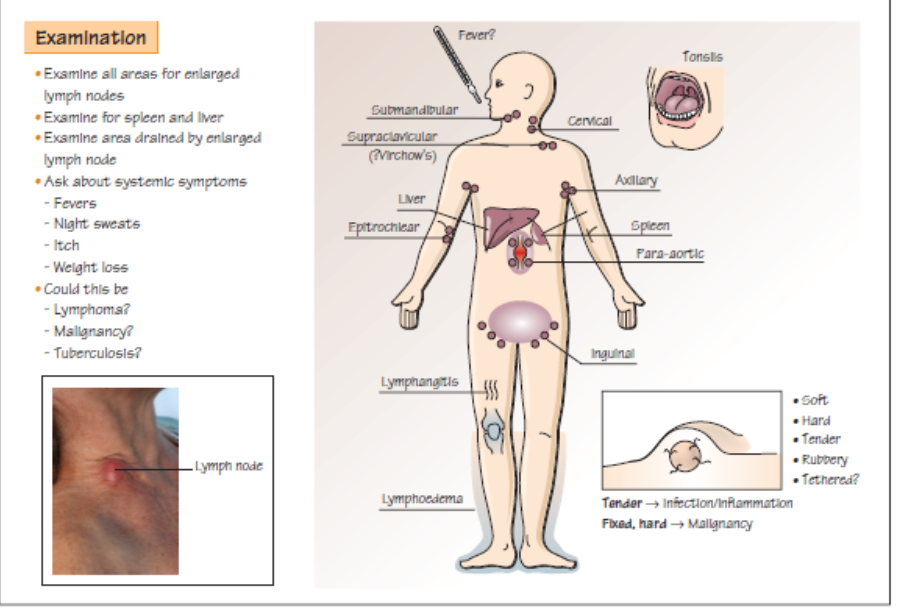 Examination
• Examine all areas for enlarged
lymph nodes
• Examine for spleen and liver
• Examine area drained by enlarged
lymph node
• Ask about systemic symptoms
- Fevers
- Night sweats
- Itch
- Weight loss
• Could this be
- Lymphoma?
- Malignancy?
- Tuberculosis?
Lymph node
Fever?
Tonsils
Submandibular
Cervical
Supraclavicular
(?Virchow's)
Axillary
Liver
Epitrochlear
Spleen
Para-aortic
Inguinal
Lymphangitis
Lymphoedema
• Soft
• Hard
• Tender
• Rubbery
• Tethered?
Tender → Infection/Inflammation
Fixed, hard → Malignancy